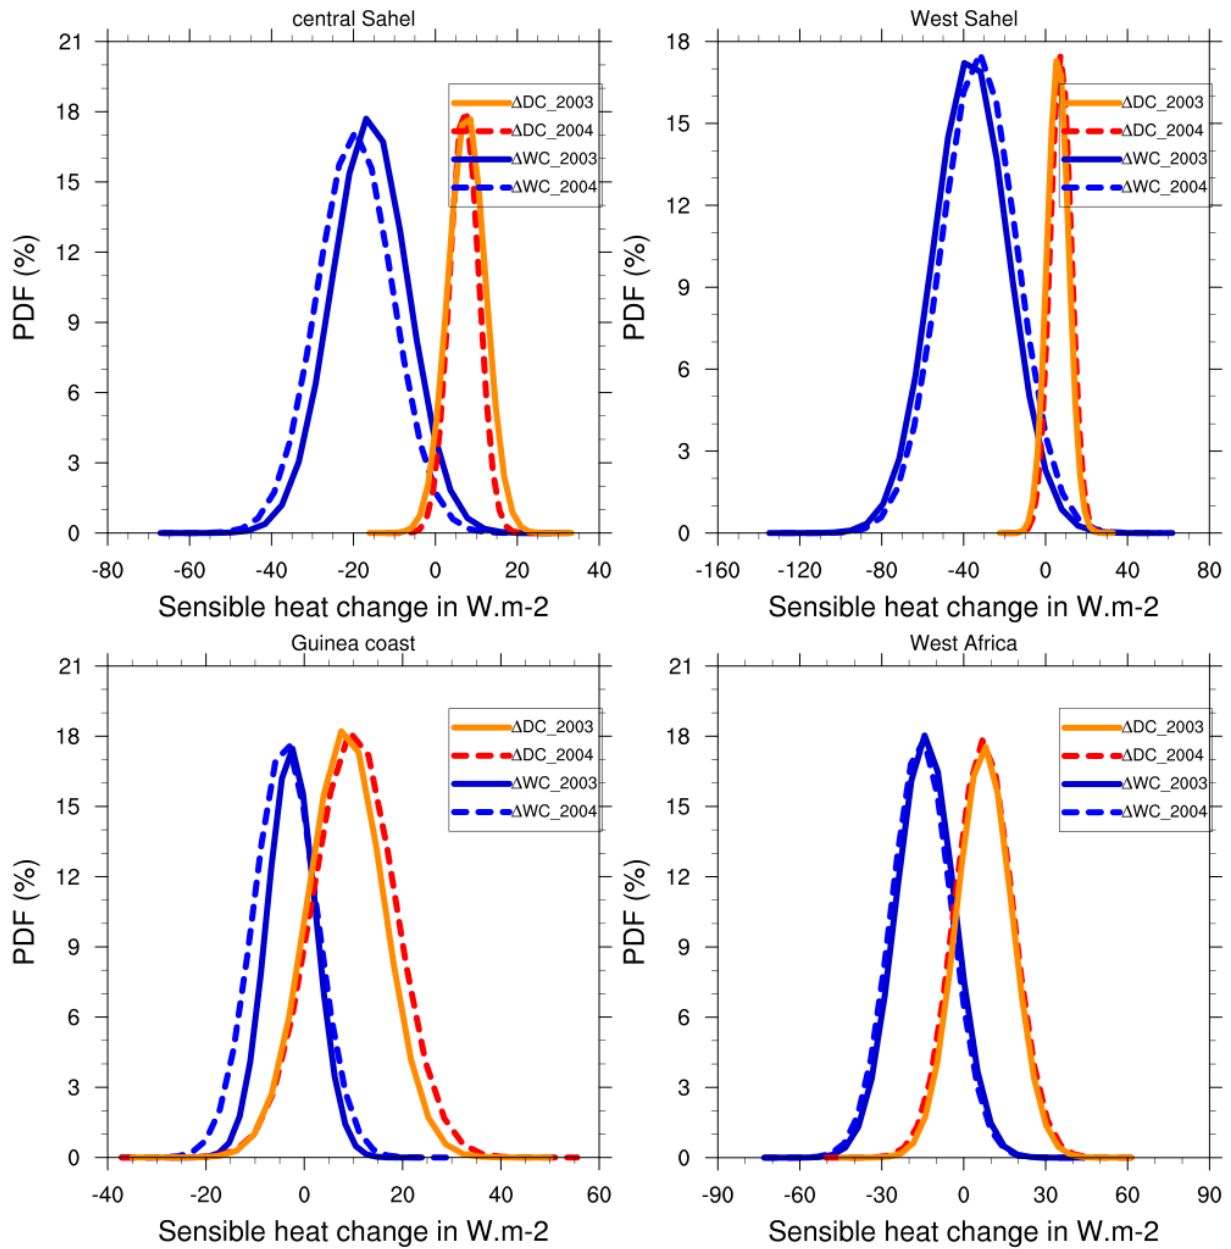 central Sahel
21
18
15
12
9
6
3
0
PDF (%)
-80 -60 -40 -20 0 20 40
Sensible heat change in W.m-2
ΔDC_2003
ΔDC_2004
ΔWC_2003
ΔWC_2004
West Sahel
18
15
12
9
6
3
0
PDF (%)
-160 -120 -80 -40 0 40 80
Sensible heat change in W.m-2
ΔDC_2003
ΔDC_2004
ΔWC_2003
ΔWC_2004
Guinea coast
21
18
15
12
9
6
3
0
PDF (%)
-40 -20 0 20 40 60
Sensible heat change in W.m-2
ΔDC_2003
ΔDC_2004
ΔWC_2003
ΔWC_2004
West Africa
21
18
15
12
9
6
3
0
PDF (%)
-90 -60 -30 0 30 60 90
Sensible heat change in W.m-2
ΔDC_2003
ΔDC_2004
ΔWC_2003
ΔWC_2004